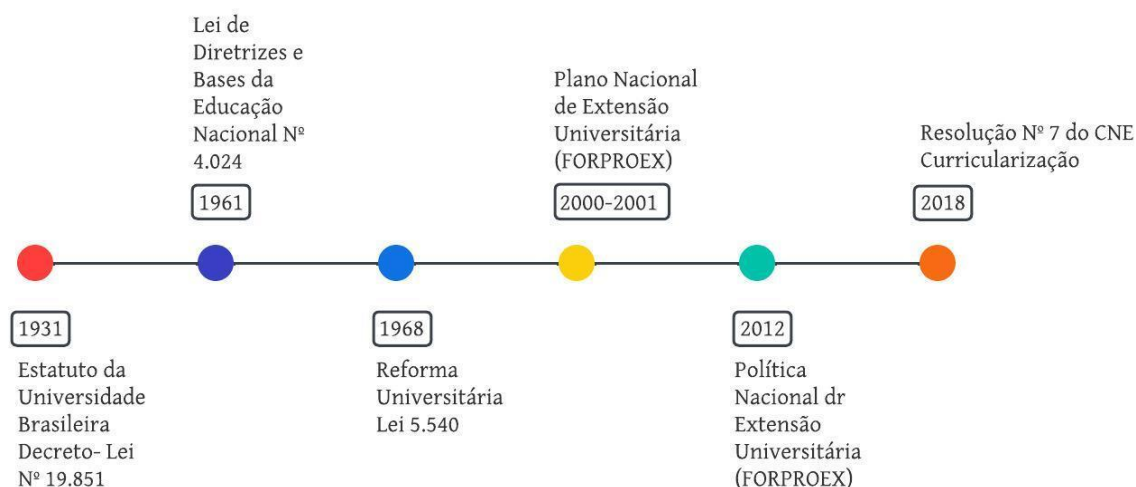 1931
Estatuto da
Universidade
Brasileira
Decreto- Lei
Nº 19.851
Lei de
Diretrizes e
Bases da
Educação
Nacional Nº
4.024
1961
1968
Reforma
Universitária
Lei 5.540
Plano Nacional
de Extensão
Universitária
(FORPROEX)
2000-2001
2012
Política
Nacional dr
Extensão
Universitária
(FORPROEX)
Resolução Nº 7 do CNE
Curricularização
2018